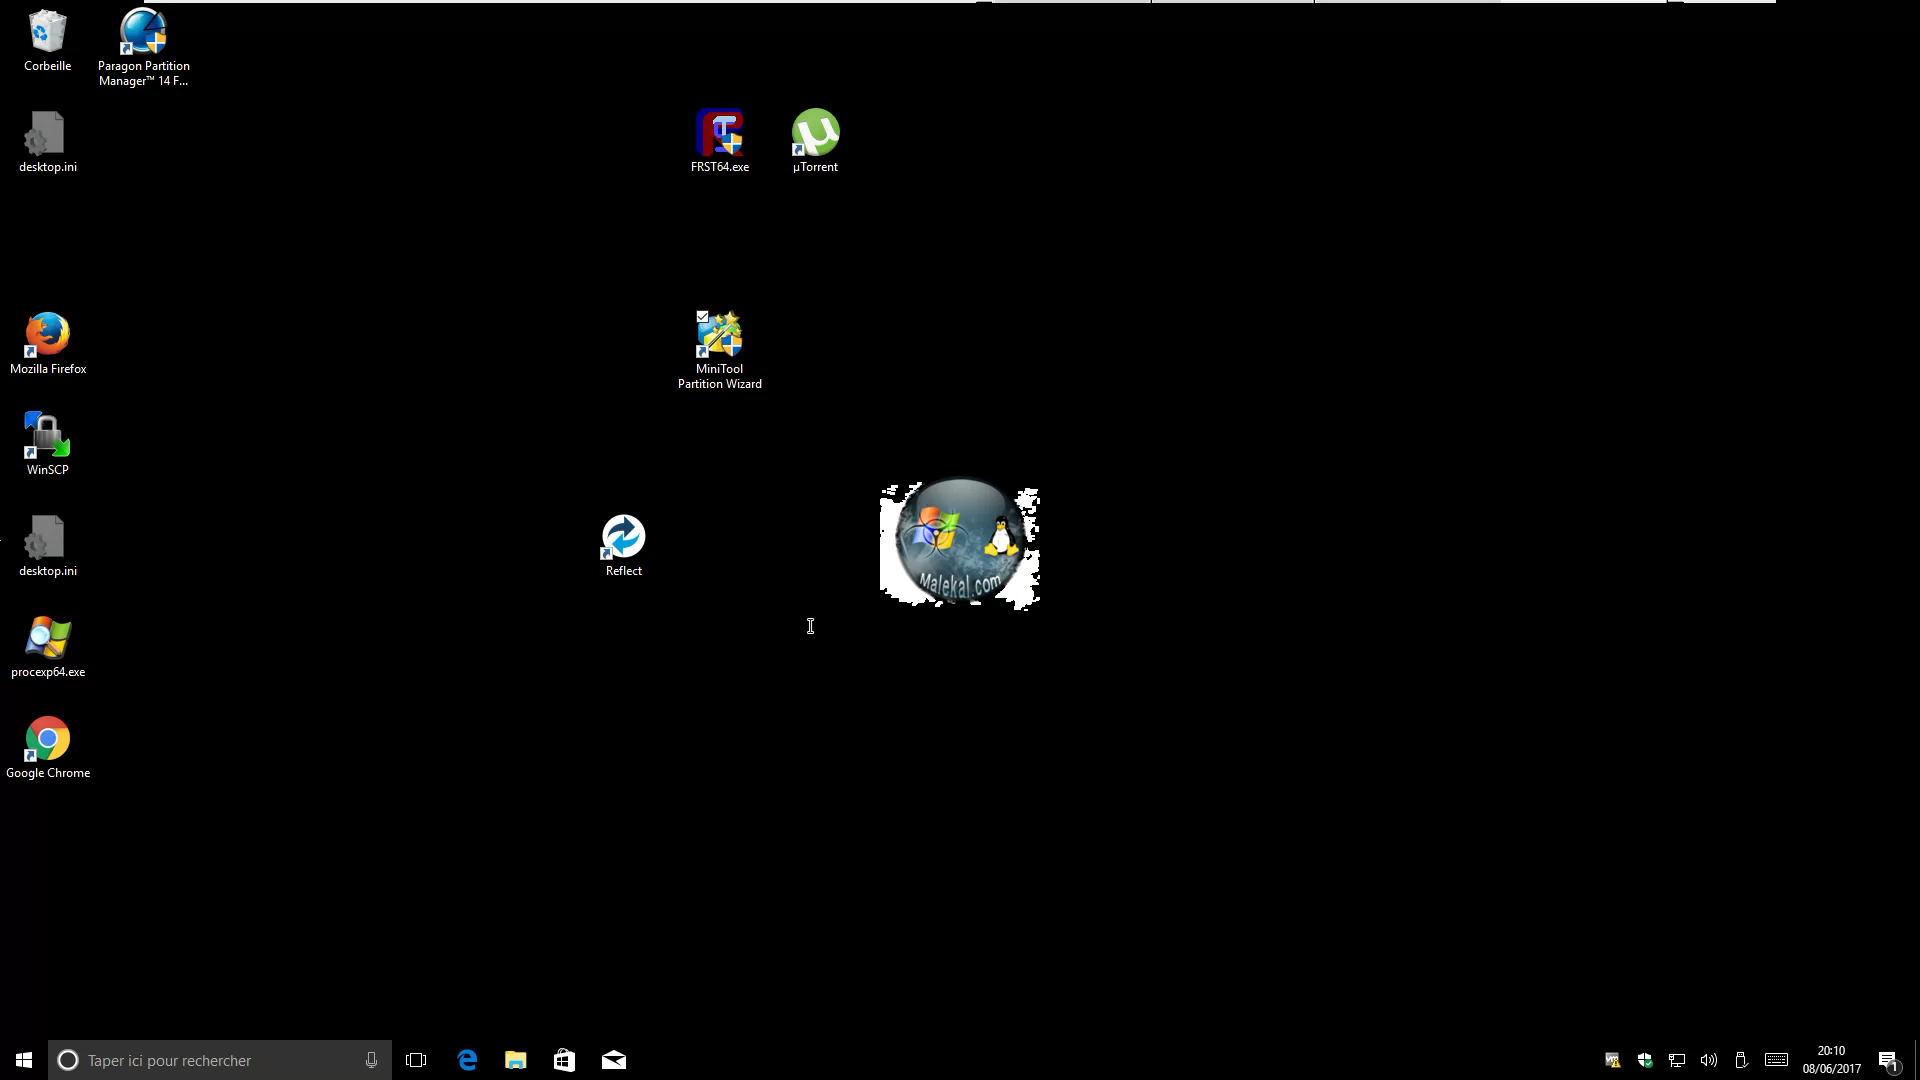 Corbeille
Paragon Partition
Manager™ 14 F...
desktop.ini
FRST64.exe
µTorrent
Mozilla Firefox
MiniTool
Partition Wizard
WinSCP
desktop.ini
Reflect
Malekal.com
procexp64.exe
Google Chrome
Taper ici pour rechercher
20:10
08/06/2017
1